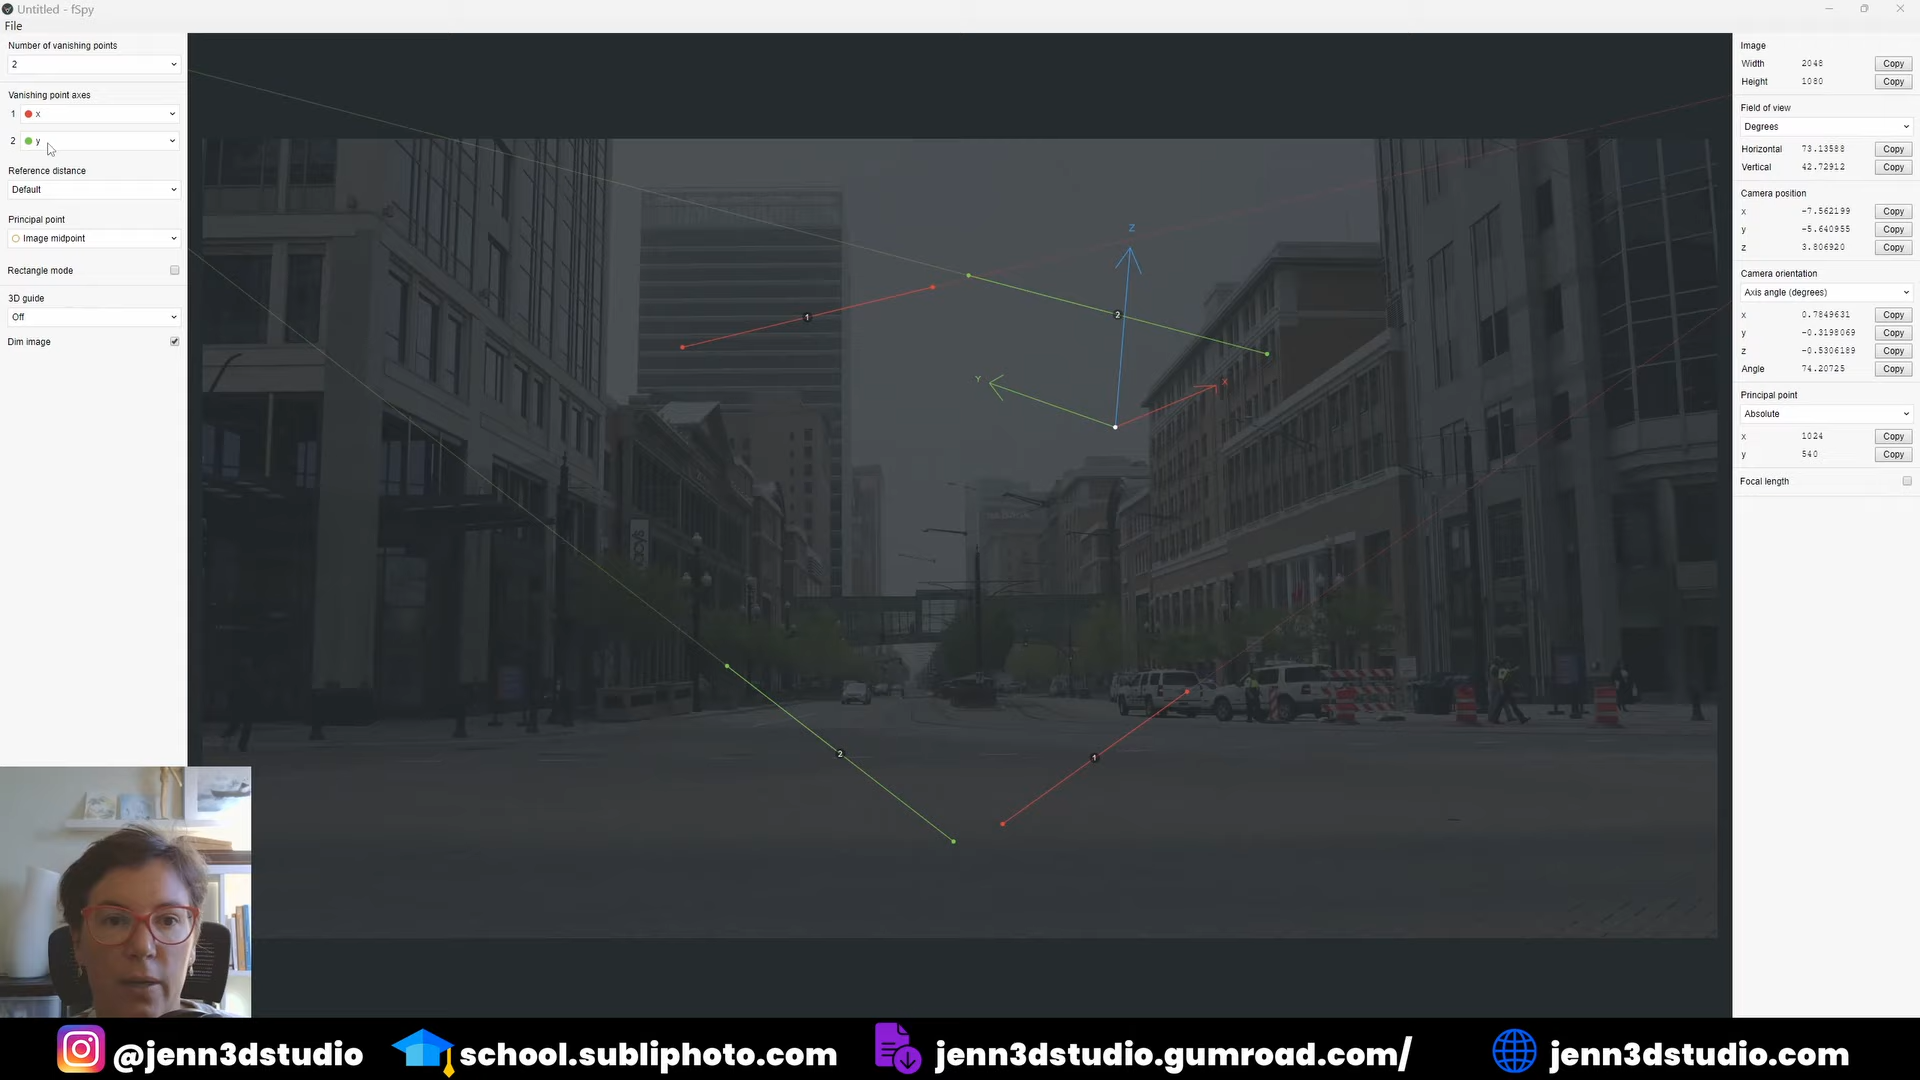 Untitled - fSpy
File
Number of vanishing points
2
Vanishing point axes
1 x
2 y
Reference distance
Default
Principal point
Image midpoint
Rectangle mode
3D guide
Off
Dim image
Image
Width 2048 Copy
Height 1080 Copy
Field of view
Degrees
Horizontal 73.13588 Copy
Vertical 42.72912 Copy
Camera position
x -7.562199 Copy
y -5.640955 Copy
z 3.806920 Copy
Camera orientation
Axis angle (degrees)
x 0.7849631 Copy
y -0.3198069 Copy
z -0.5306189 Copy
Angle 74.20725 Copy
Principal point
Absolute
x 1024 Copy
y 540 Copy
Focal length
Z
1
2
Y
X
macy's
2
1
@jenn3dstudio
school.subliphoto.com
jenn3dstudio.gumroad.com/
jenn3dstudio.com